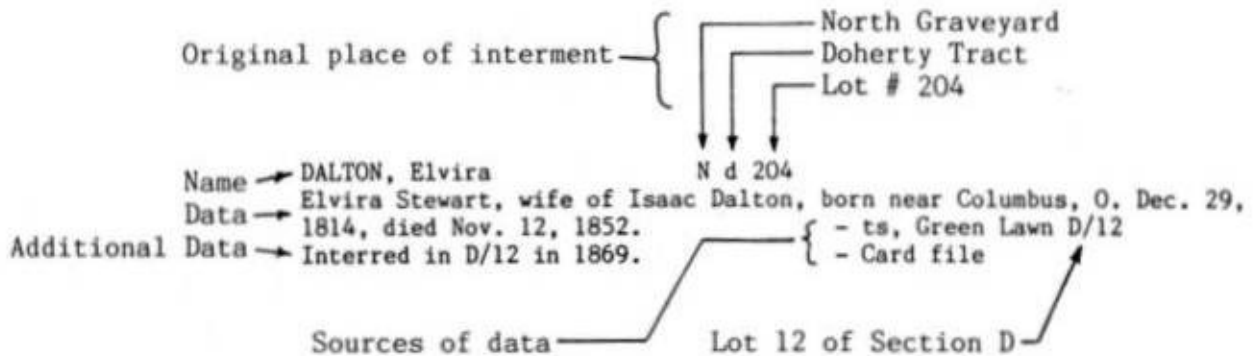 North Graveyard
Original place of interment
Doherty Tract
Lot # 204
Name DALTON, Elvira N d 204
Data Elvira Stewart, wife of Isaac Dalton, born near Columbus, O. Dec. 29,
1814, died Nov. 12, 1852. - ts, Green Lawn D/12
Additional Data Interred in D/12 in 1869. - Card file
Sources of data Lot 12 of Section D